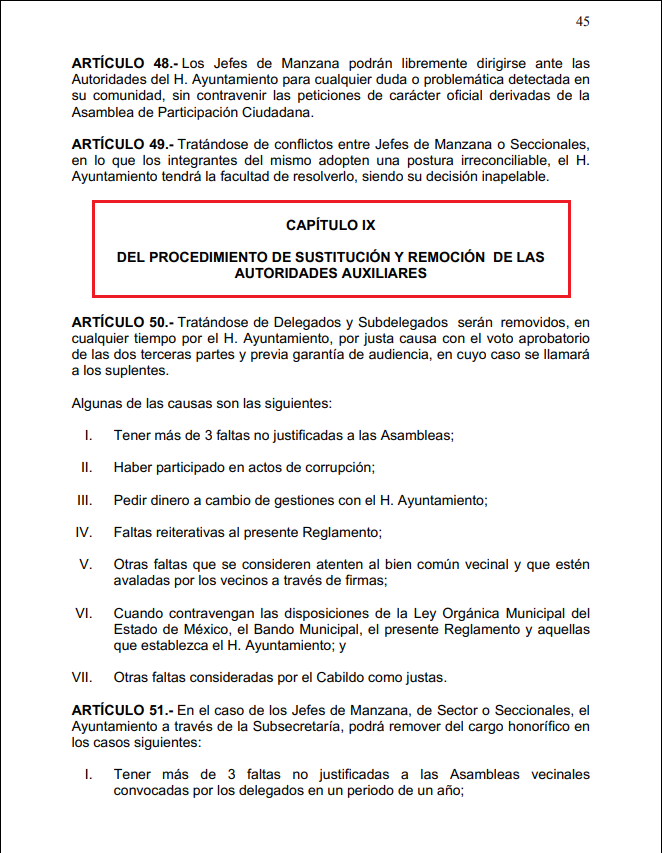 45
ARTÍCULO 48.- Los Jefes de Manzana podrán libremente dirigirse ante las
Autoridades del H. Ayuntamiento para cualquier duda o problemática detectada en
su comunidad, sin contravenir las peticiones de carácter oficial derivadas de la
Asamblea de Participación Ciudadana.
ARTÍCULO 49.- Tratándose de conflictos entre Jefes de Manzana o Seccionales,
en lo que los integrantes del mismo adopten una postura irreconciliable, el H.
Ayuntamiento tendrá la facultad de resolverlo, siendo su decisión inapelable.
CAPÍTULO IX
DEL PROCEDIMIENTO DE SUSTITUCIÓN Y REMOCIÓN DE LAS
AUTORIDADES AUXILIARES
ARTÍCULO 50.- Tratándose de Delegados y Subdelegados serán removidos, en
cualquier tiempo por el H. Ayuntamiento, por justa causa con el voto aprobatorio
de las dos terceras partes y previa garantía de audiencia, en cuyo caso se llamará
a los suplentes.
Algunas de las causas son las siguientes:
I. Tener más de 3 faltas no justificadas a las Asambleas;
II. Haber participado en actos de corrupción;
III. Pedir dinero a cambio de gestiones con el H. Ayuntamiento;
IV. Faltas reiterativas al presente Reglamento;
V. Otras faltas que se consideren atenten al bien común vecinal y que estén
avaladas por los vecinos a través de firmas;
VI. Cuando contravengan las disposiciones de la Ley Orgánica Municipal del
Estado de México, el Bando Municipal, el presente Reglamento y aquellas
que establezca el H. Ayuntamiento; y
VII. Otras faltas consideradas por el Cabildo como justas.
ARTÍCULO 51.- En el caso de los Jefes de Manzana, de Sector o Seccionales, el
Ayuntamiento a través de la Subsecretaría, podrá remover del cargo honorífico en
los casos siguientes:
I. Tener más de 3 faltas no justificadas a las Asambleas vecinales
convocadas por los delegados en un periodo de un año;